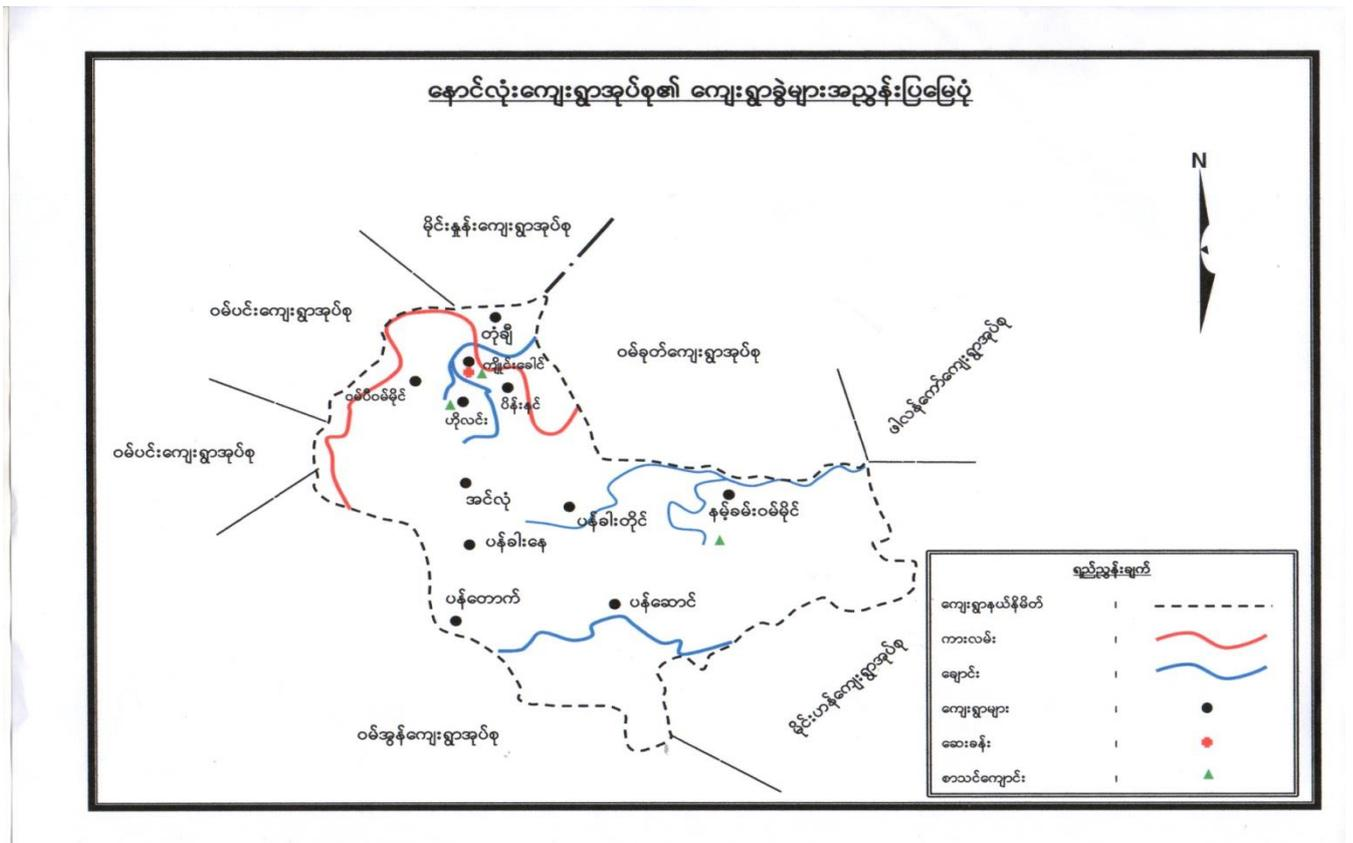 နောင်လုံးကျေးရွာအုပ်စု၏ ကျေးရွာခွဲများအညွှန်းပြမြေပုံ
N
မိုင်းနွန်းကျေးရွာအုပ်စု
ဝမ်ပင်းကျေးရွာအုပ်စု
တုံချီ
ဝမ်ခုတ်ကျေးရွာအုပ်စု
ဖါလန်ကော်ကျေးရွာအုပ်စု
ကျိုင်းခေါင်
ဝမ်ပီဝမ်မိုင်
ပိန်းနင်
ဟိုလင်း
ဝမ်ပင်းကျေးရွာအုပ်စု
အင်လုံ
ပန်ခါးတိုင်
နမ့်ခမ်းဝမ်မိုင်
ပန်ခါးနေ
ပန်တောက်
ပန်ဆောင်
မိုင်းဟန်ကျေးရွာအုပ်စု
ဝမ်အွန်ကျေးရွာအုပ်စု
ရည်ညွှန်းချက်
ကျေးရွာနယ်နိမိတ် ၊
ကားလမ်း ၊
ချောင်း ၊
ကျေးရွာများ ၊
ဆေးခန်း ၊
စာသင်ကျောင်း ၊